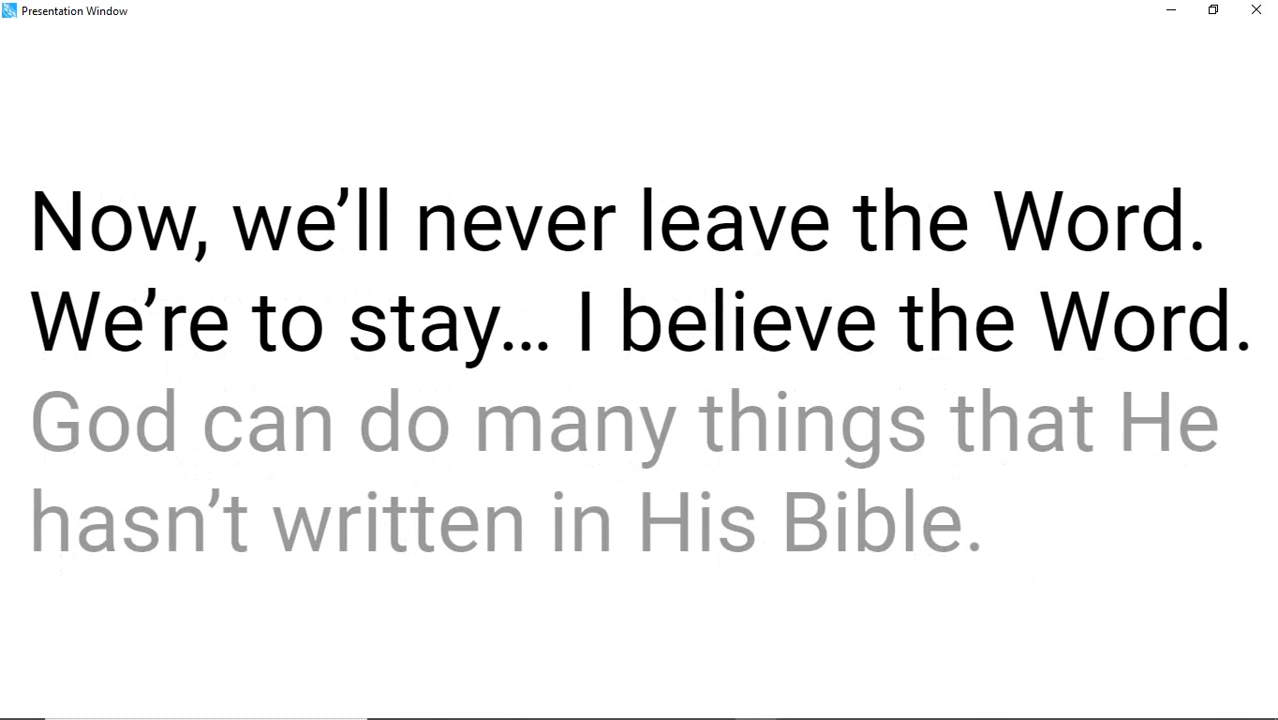 Presentation Window
Now, we’ll never leave the Word.
We’re to stay… I believe the Word.
God can do many things that He
hasn’t written in His Bible.